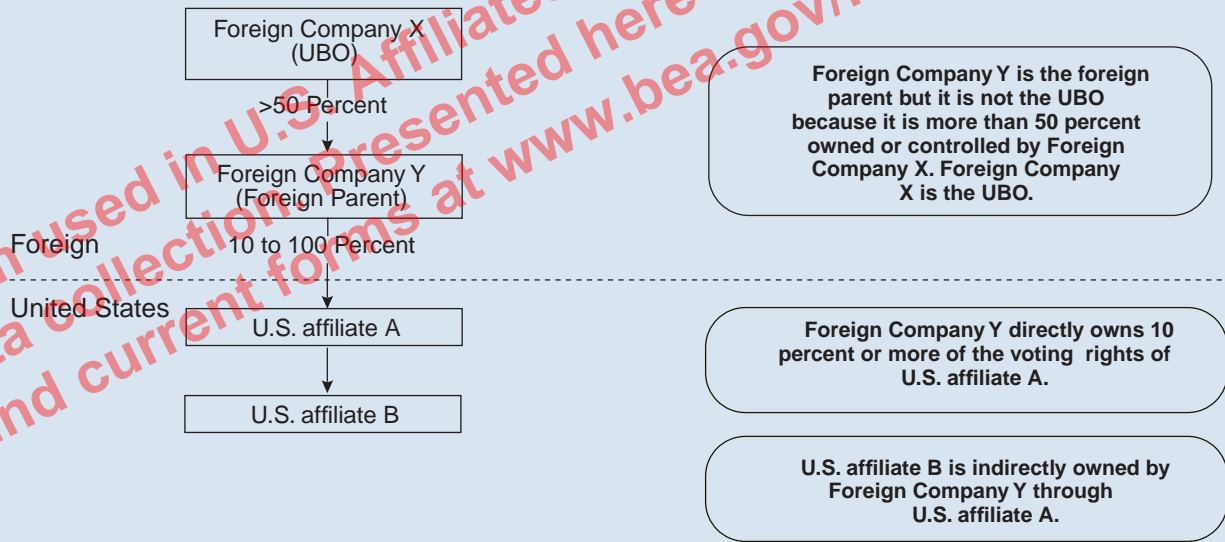 Foreign Company X
(UBO)
>50 Percent
Foreign Company Y
(Foreign Parent)
Foreign
10 to 100 Percent
United States
U.S. affiliate A
U.S. affiliate B
Foreign Company Y is the foreign
parent but it is not the UBO
because it is more than 50 percent
owned or controlled by Foreign
Company X. Foreign Company
X is the UBO.
Foreign Company Y directly owns 10
percent or more of the voting rights of
U.S. affiliate A.
U.S. affiliate B is indirectly owned by
Foreign Company Y through
U.S. affiliate A.
used in U.S. Affiliate
collection. Presented here
current forms at www.bea.gov/